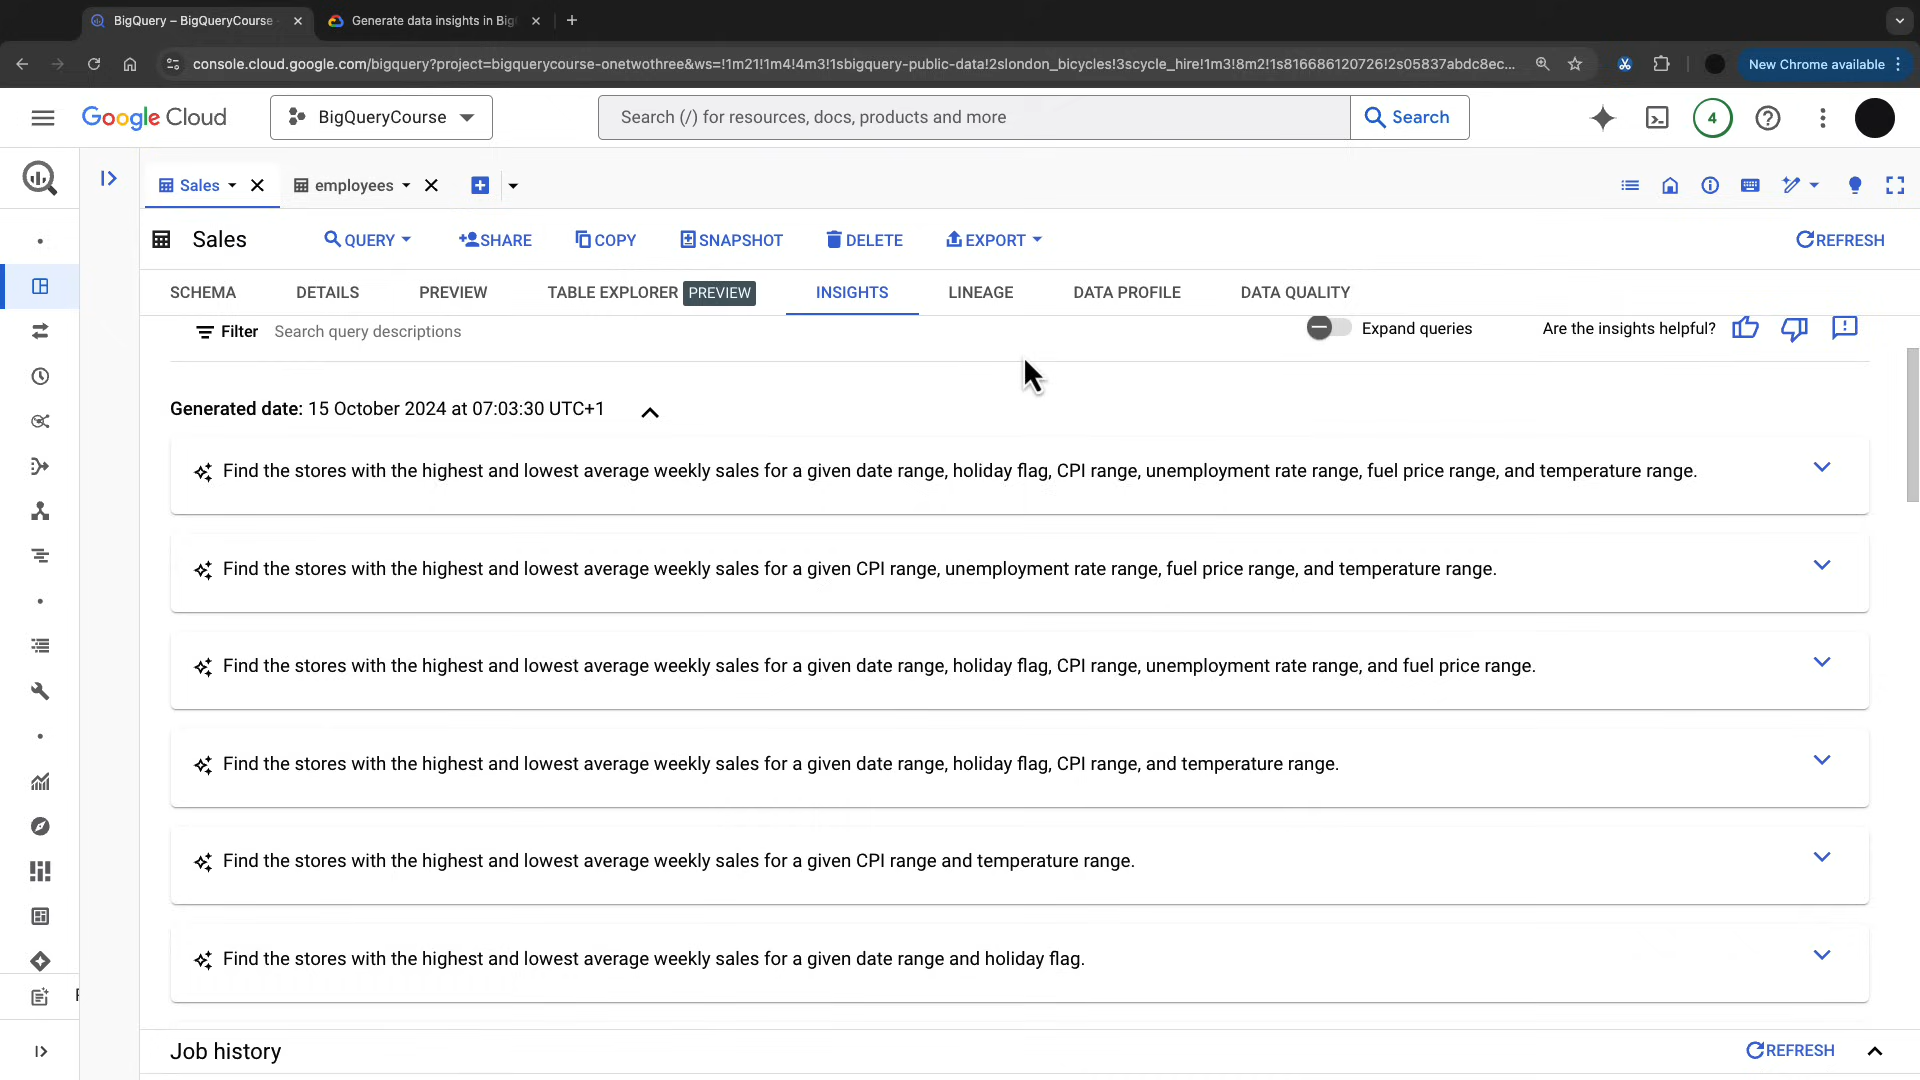 BigQuery – BigQueryCourse
Generate data insights in Big
console.cloud.google.com/bigquery?project=bigquerycourse-onetwothree&ws=!1m21!1m4!4m3!1sbigquery-public-data!2slondon_bicycles!3scycle_hire!1m3!8m2!1s816686120726!2s05837abdc8ec...
New Chrome available
Google Cloud
BigQueryCourse
Search (/) for resources, docs, products and more
Search
4
Sales
employees
Sales
QUERY
SHARE
COPY
SNAPSHOT
DELETE
EXPORT
REFRESH
SCHEMA
DETAILS
PREVIEW
TABLE EXPLORER PREVIEW
INSIGHTS
LINEAGE
DATA PROFILE
DATA QUALITY
Filter Search query descriptions
Expand queries
Are the insights helpful?
Generated date: 15 October 2024 at 07:03:30 UTC+1
Find the stores with the highest and lowest average weekly sales for a given date range, holiday flag, CPI range, unemployment rate range, fuel price range, and temperature range.
Find the stores with the highest and lowest average weekly sales for a given CPI range, unemployment rate range, fuel price range, and temperature range.
Find the stores with the highest and lowest average weekly sales for a given date range, holiday flag, CPI range, unemployment rate range, and fuel price range.
Find the stores with the highest and lowest average weekly sales for a given date range, holiday flag, CPI range, and temperature range.
Find the stores with the highest and lowest average weekly sales for a given CPI range and temperature range.
Find the stores with the highest and lowest average weekly sales for a given date range and holiday flag.
Job history
REFRESH